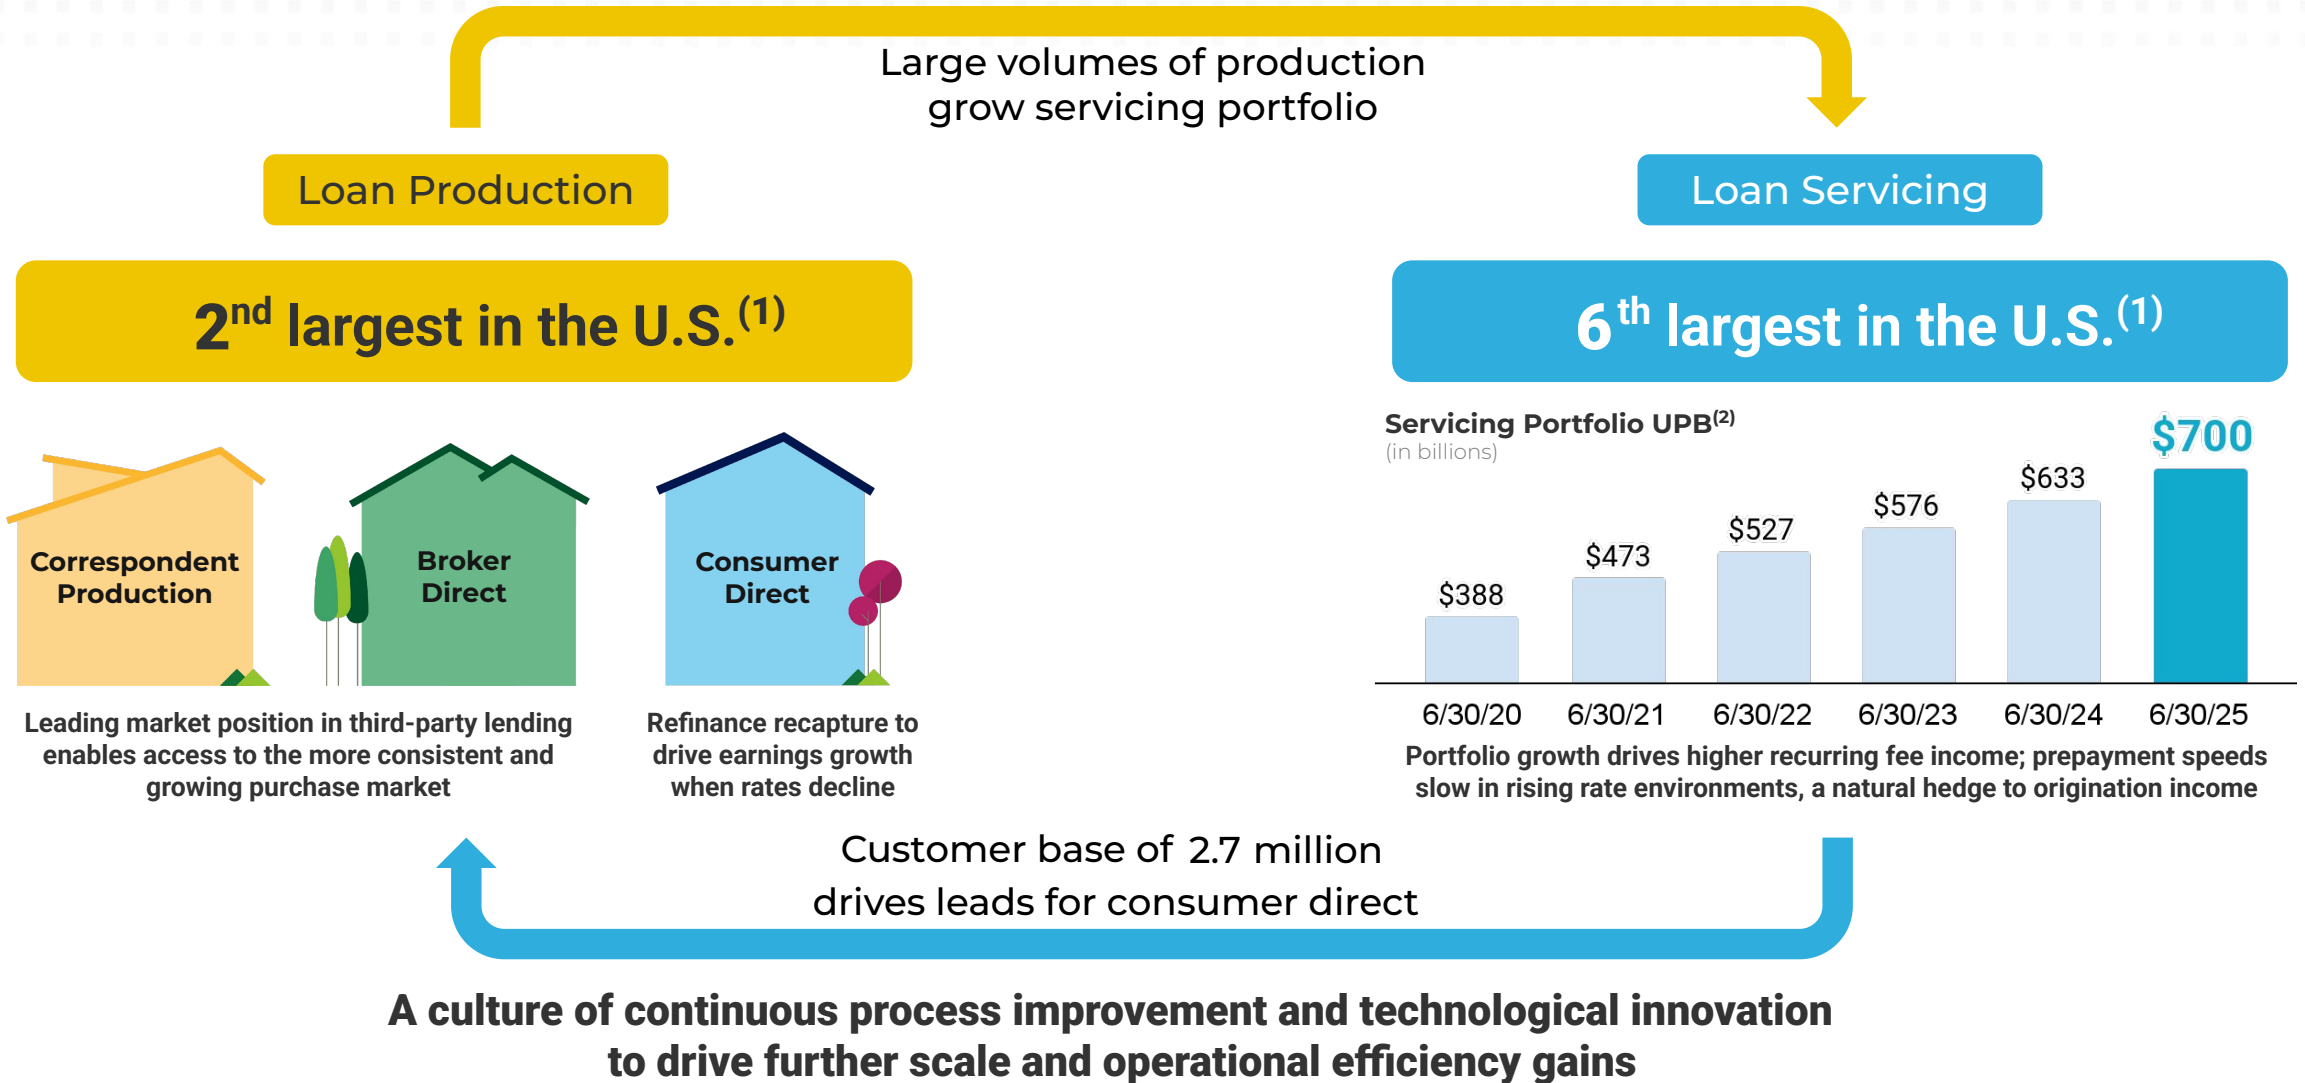 Large volumes of production
grow servicing portfolio
Loan Production
2nd largest in the U.S.(1)
Correspondent
Production
Broker
Direct
Consumer
Direct
Leading market position in third-party lending
enables access to the more consistent and
growing purchase market
Refinance recapture to
drive earnings growth
when rates decline
Loan Servicing
6th largest in the U.S.(1)
Servicing Portfolio UPB(2)
(in billions)
$388
$473
$527
$576
$633
$700
6/30/20
6/30/21
6/30/22
6/30/23
6/30/24
6/30/25
Portfolio growth drives higher recurring fee income; prepayment speeds
slow in rising rate environments, a natural hedge to origination income
Customer base of 2.7 million
drives leads for consumer direct
A culture of continuous process improvement and technological innovation
to drive further scale and operational efficiency gains